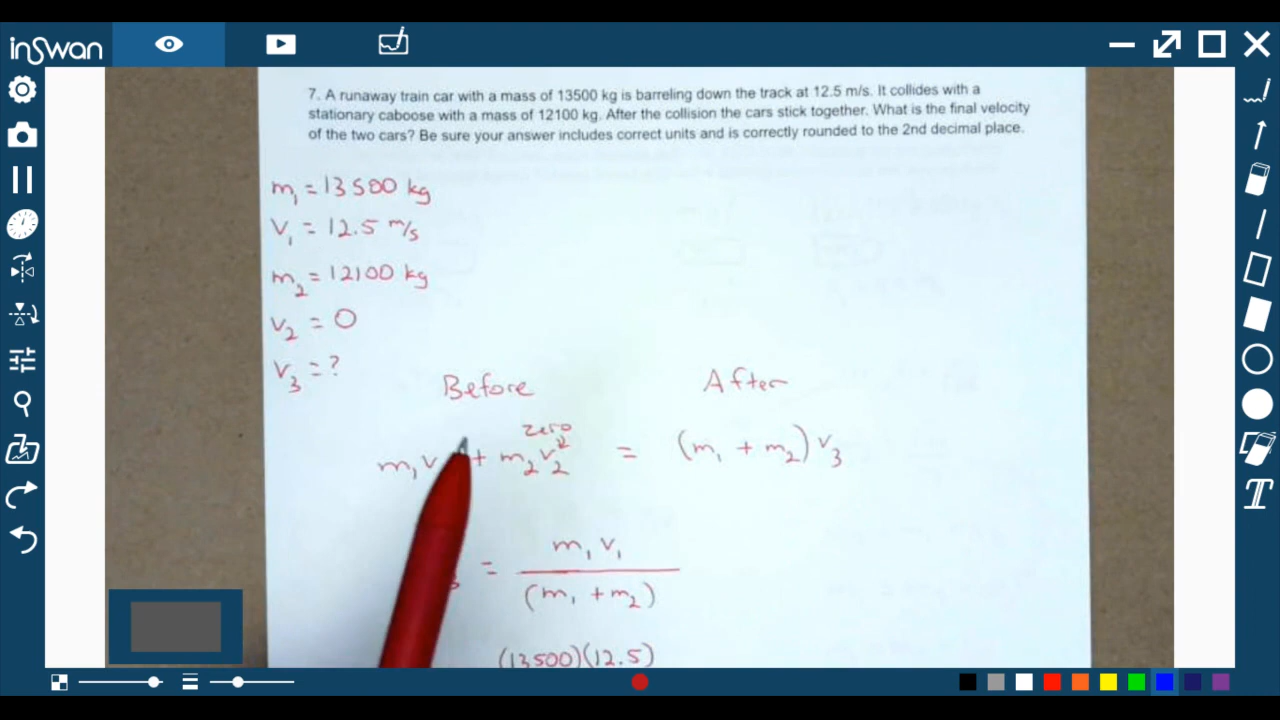 inSwan
7. A runaway train car with a mass of 13500 kg is barreling down the track at 12.5 m/s. It collides with a
stationary caboose with a mass of 12100 kg. After the collision the cars stick together. What is the final velocity
of the two cars? Be sure your answer includes correct units and is correctly rounded to the 2nd decimal place.
m₁ = 13500 kg
v₁ = 12.5 m/s
m₂ = 12100 kg
v₂ = 0
v₃ = ?
Before After
zero
m₁v + m₂v₂ = (m₁ + m₂)v₃
= m₁v₁
(m₁ + m₂)
(13500)(12.5)
T